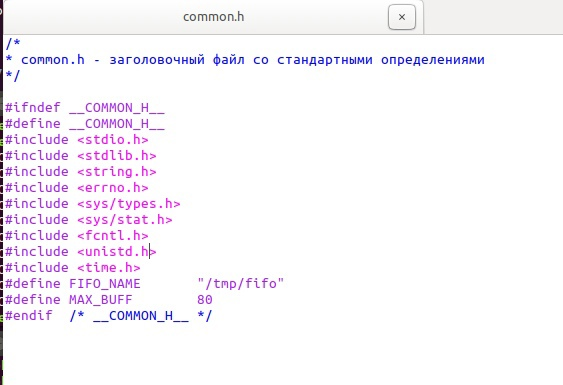 common.h
/*
* common.h - заголовочный файл со стандартными определениями
*/
#ifndef __COMMON_H__
#define __COMMON_H__
#include <stdio.h>
#include <stdlib.h>
#include <string.h>
#include <errno.h>
#include <sys/types.h>
#include <sys/stat.h>
#include <fcntl.h>
#include <unistd.h>
#include <time.h>
#define FIFO_NAME       "/tmp/fifo"
#define MAX_BUFF        80
#endif  /* __COMMON_H__ */